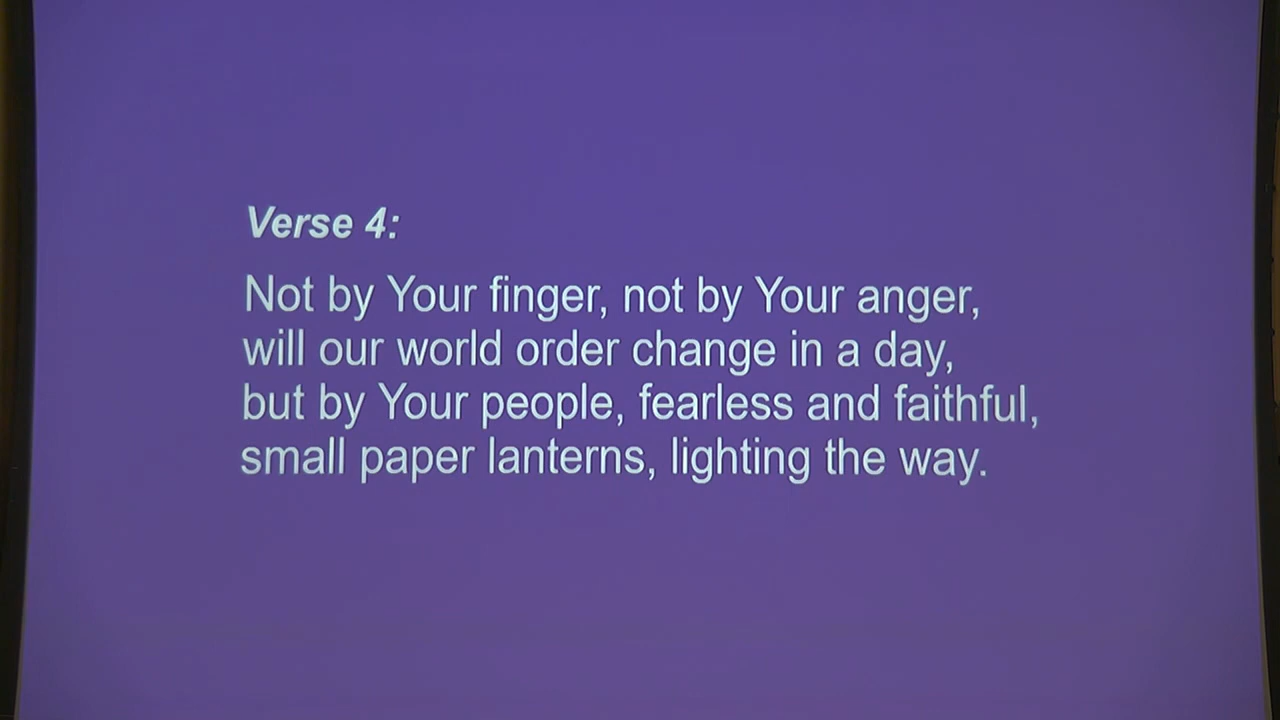 Verse 4:
Not by Your finger, not by Your anger,
will our world order change in a day,
but by Your people, fearless and faithful,
small paper lanterns, lighting the way.